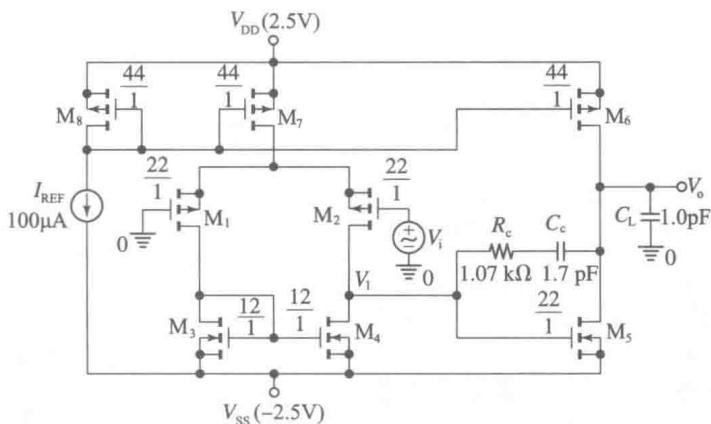 V_DD (2.5V)
44/1
44/1
44/1
M_8
M_7
M_6
22/1
22/1
V_o
I_REF
100μA
M_1
M_2
C_L
1.0pF
R_c
C_c
0
V_i
V_1
1.07 kΩ
1.7 pF
0
0
12/1
12/1
22/1
M_3
M_4
M_5
V_SS (−2.5V)